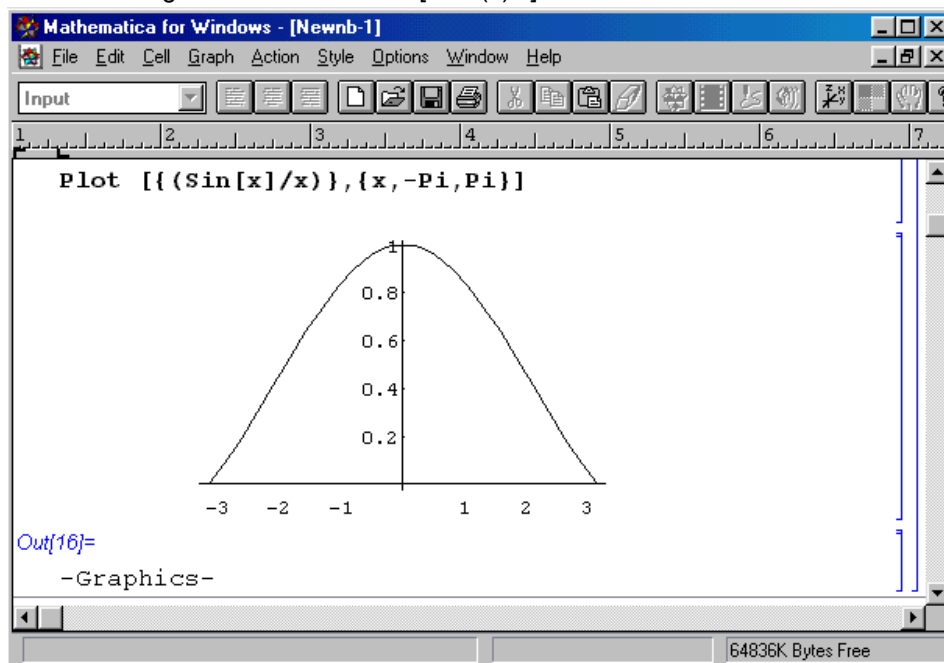 Mathematica for Windows - [Newnb-1]
File Edit Cell Graph Action Style Options Window Help
Input
1 2 3 4 5 6 7
Plot [{(Sin[x]/x)},{x,-Pi,Pi}]
1
0.8
0.6
0.4
0.2
-3 -2 -1 1 2 3
Out[16]=
-Graphics-
64836K Bytes Free